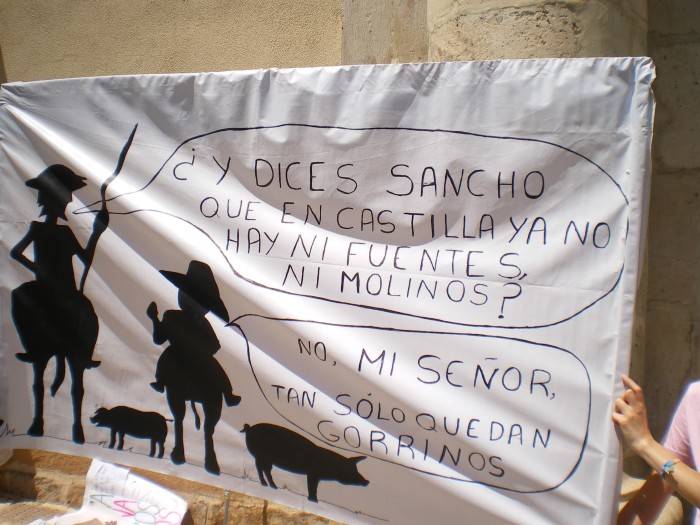 ¿Y DICES SANCHO
QUE EN CASTILLA YA NO
HAY NI FUENTES,
NI MOLINOS?
NO, MI SEÑOR,
TAN SÓLO QUEDAN
GORRINOS